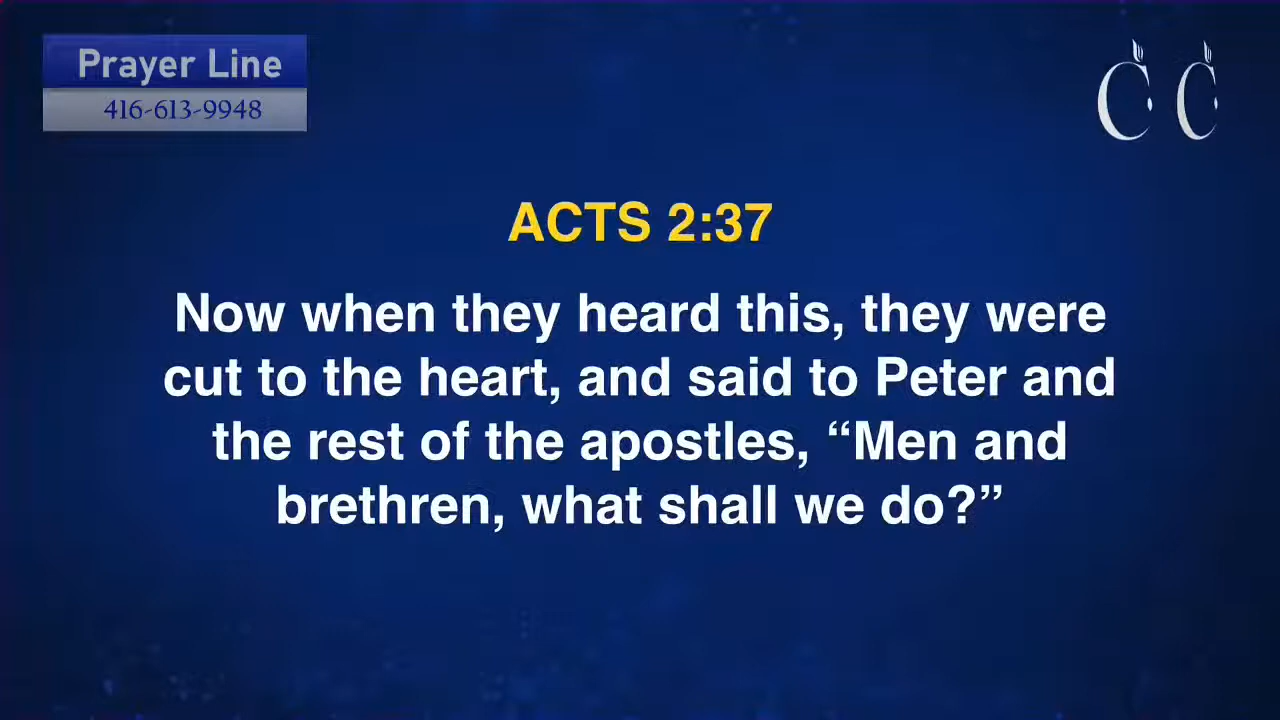 Prayer Line
416-613-9948
C C
ACTS 2:37
Now when they heard this, they were
cut to the heart, and said to Peter and
the rest of the apostles, “Men and
brethren, what shall we do?”